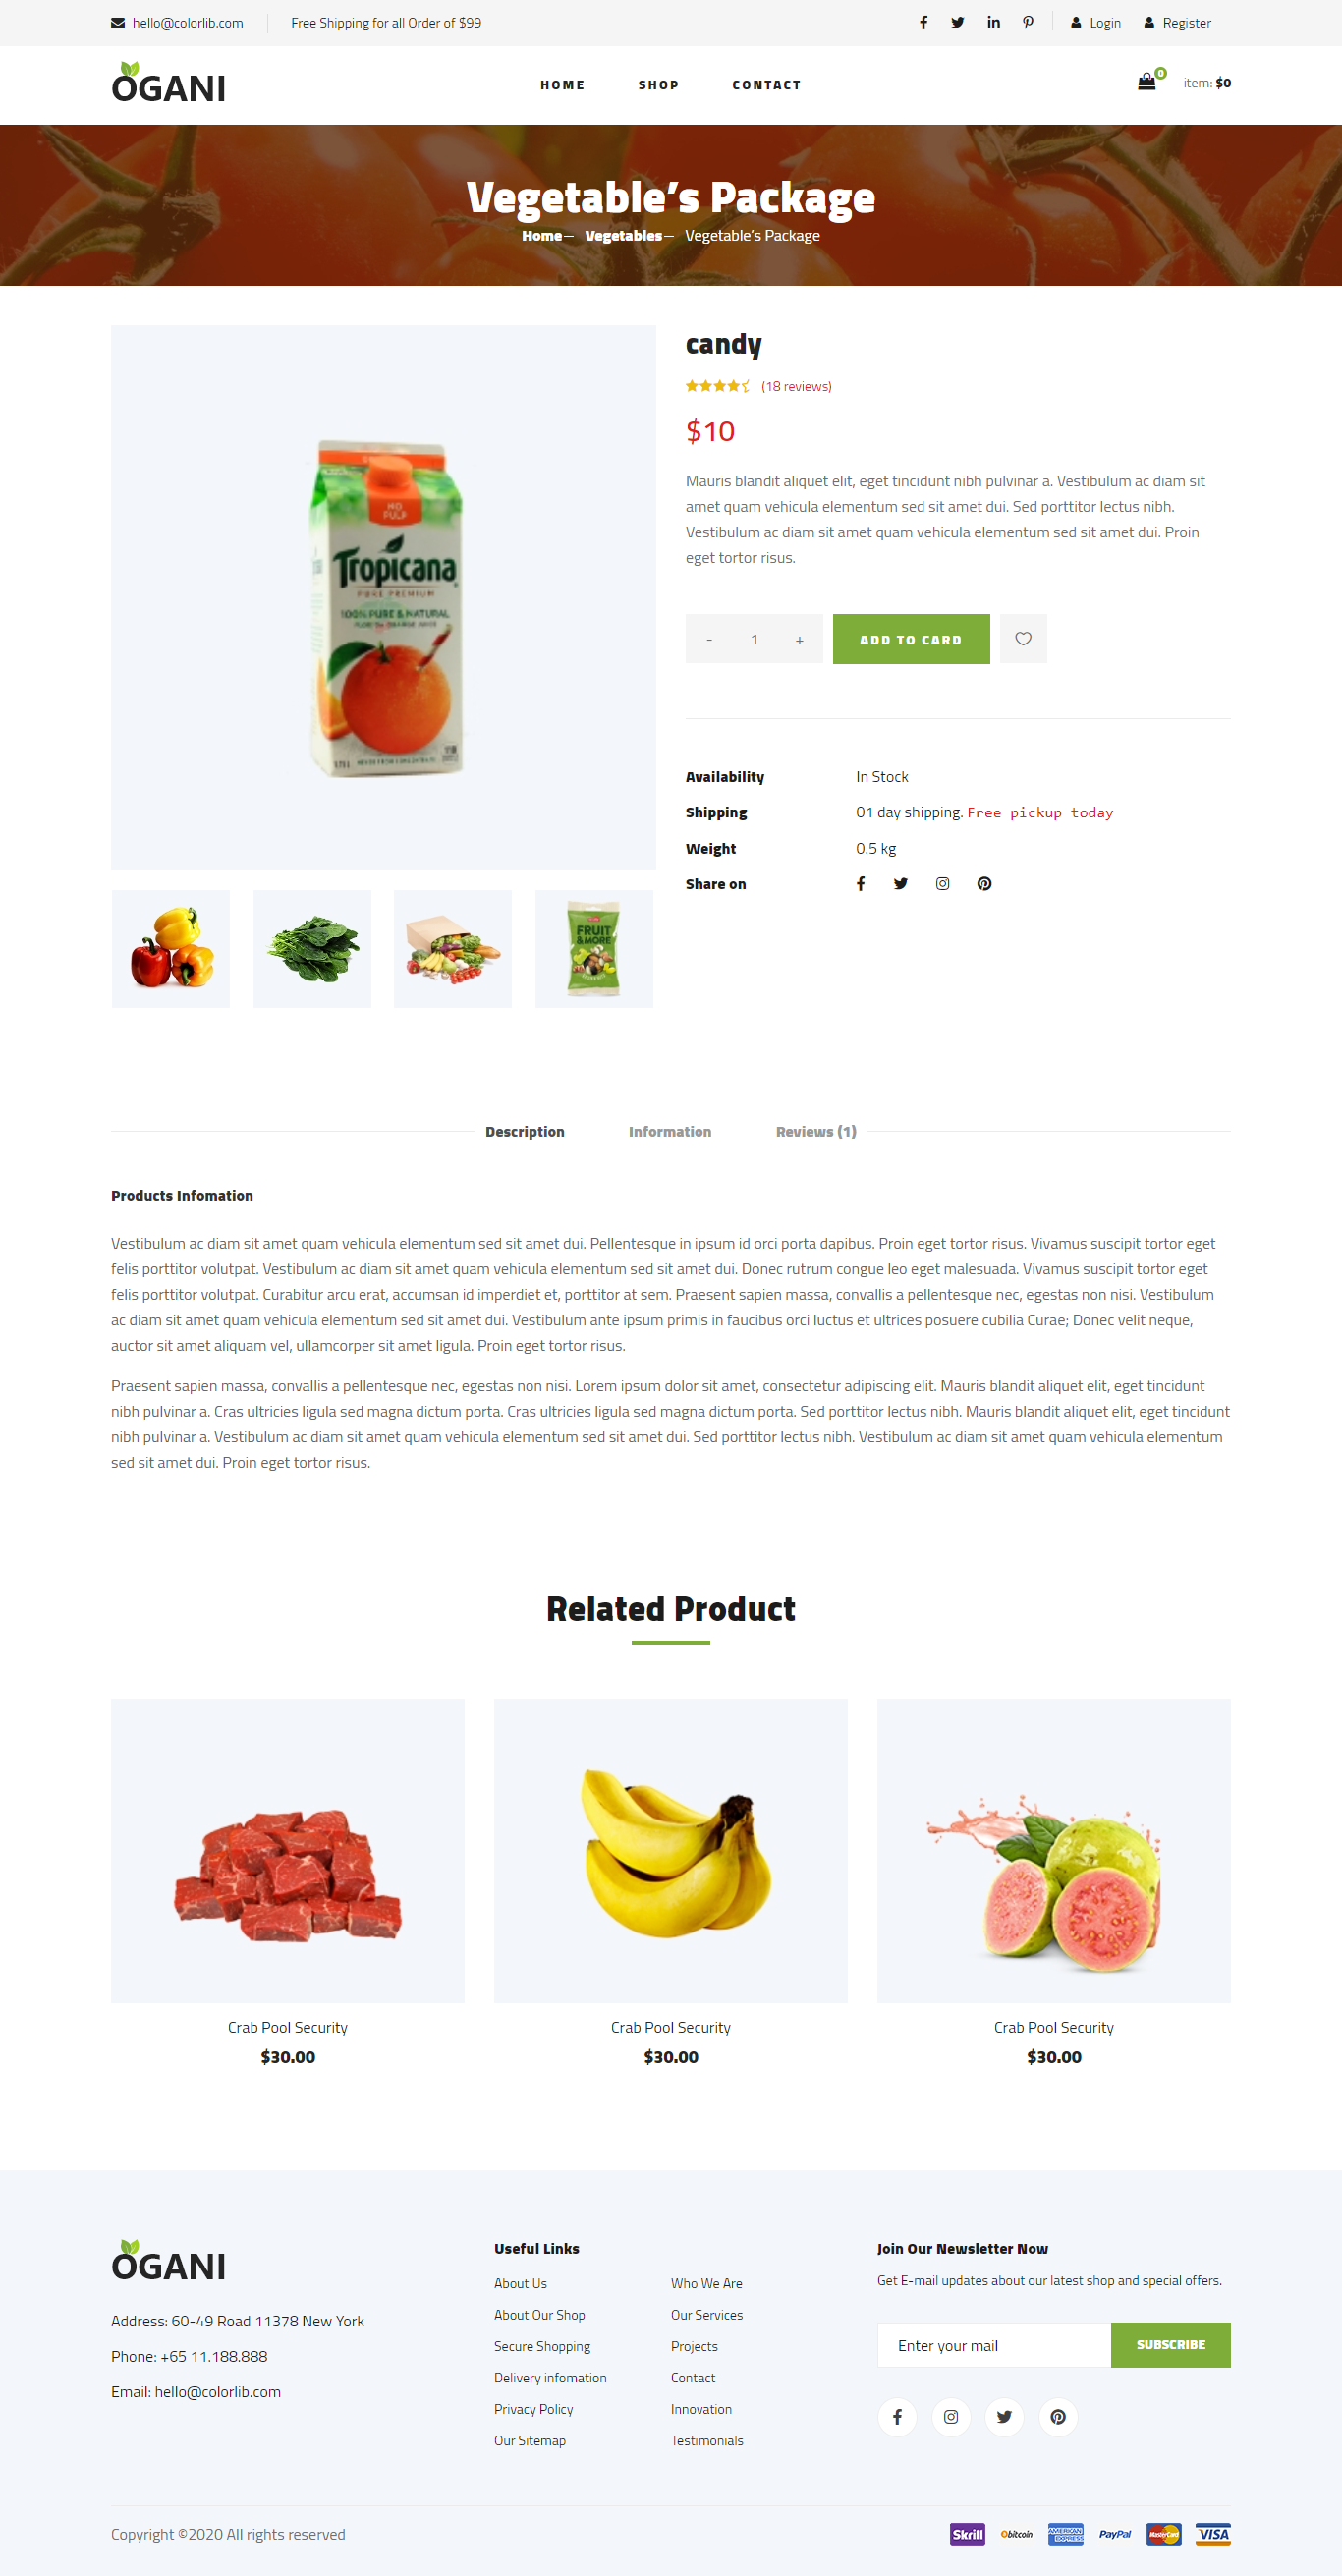 hello@colorlib.com
Free Shipping for all Order of $99
Login
Register
OGANI
HOME
SHOP
CONTACT
0
item: $0
Vegetable’s Package
Home
Vegetables
Vegetable’s Package
NO
PULP
Tropicana
PURE PREMIUM
100% PURE & NATURAL
candy
(18 reviews)
$10
Mauris blandit aliquet elit, eget tincidunt nibh pulvinar a. Vestibulum ac diam sit
amet quam vehicula elementum sed sit amet dui. Sed porttitor lectus nibh.
Vestibulum ac diam sit amet quam vehicula elementum sed sit amet dui. Proin
eget tortor risus.
- 1 +
ADD TO CARD
Availability In Stock
Shipping 01 day shipping. Free pickup today
Weight 0.5 kg
Share on
FRUIT
&MORE
Description
Information
Reviews (1)
Products Infomation
Vestibulum ac diam sit amet quam vehicula elementum sed sit amet dui. Pellentesque in ipsum id orci porta dapibus. Proin eget tortor risus. Vivamus suscipit tortor eget
felis porttitor volutpat. Vestibulum ac diam sit amet quam vehicula elementum sed sit amet dui. Donec rutrum congue leo eget malesuada. Vivamus suscipit tortor eget
felis porttitor volutpat. Curabitur arcu erat, accumsan id imperdiet et, porttitor at sem. Praesent sapien massa, convallis a pellentesque nec, egestas non nisi. Vestibulum
ac diam sit amet quam vehicula elementum sed sit amet dui. Vestibulum ante ipsum primis in faucibus orci luctus et ultrices posuere cubilia Curae; Donec velit neque,
auctor sit amet aliquam vel, ullamcorper sit amet ligula. Proin eget tortor risus.
Praesent sapien massa, convallis a pellentesque nec, egestas non nisi. Lorem ipsum dolor sit amet, consectetur adipiscing elit. Mauris blandit aliquet elit, eget tincidunt
nibh pulvinar a. Cras ultricies ligula sed magna dictum porta. Cras ultricies ligula sed magna dictum porta. Sed porttitor lectus nibh. Mauris blandit aliquet elit, eget tincidunt
nibh pulvinar a. Vestibulum ac diam sit amet quam vehicula elementum sed sit amet dui. Sed porttitor lectus nibh. Vestibulum ac diam sit amet quam vehicula elementum
sed sit amet dui. Proin eget tortor risus.
Related Product
Crab Pool Security
$30.00
Crab Pool Security
$30.00
Crab Pool Security
$30.00
OGANI
Address: 60-49 Road 11378 New York
Phone: +65 11.188.888
Email: hello@colorlib.com
Useful Links
About Us
About Our Shop
Secure Shopping
Delivery infomation
Privacy Policy
Our Sitemap
Who We Are
Our Services
Projects
Contact
Innovation
Testimonials
Join Our Newsletter Now
Get E-mail updates about our latest shop and special offers.
Enter your mail
SUBSCRIBE
Copyright ©2020 All rights reserved
Skrill
bitcoin
AMERICAN
EXPRESS
PayPal
MasterCard
VISA